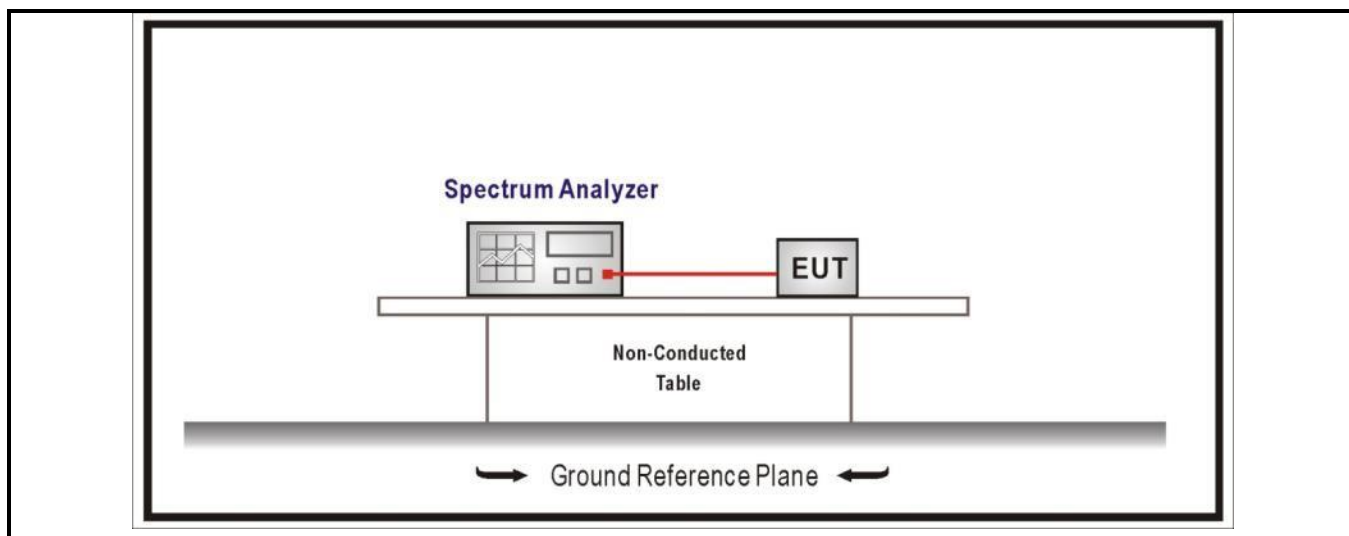 Spectrum Analyzer
EUT
Non-Conducted
Table
Ground Reference Plane